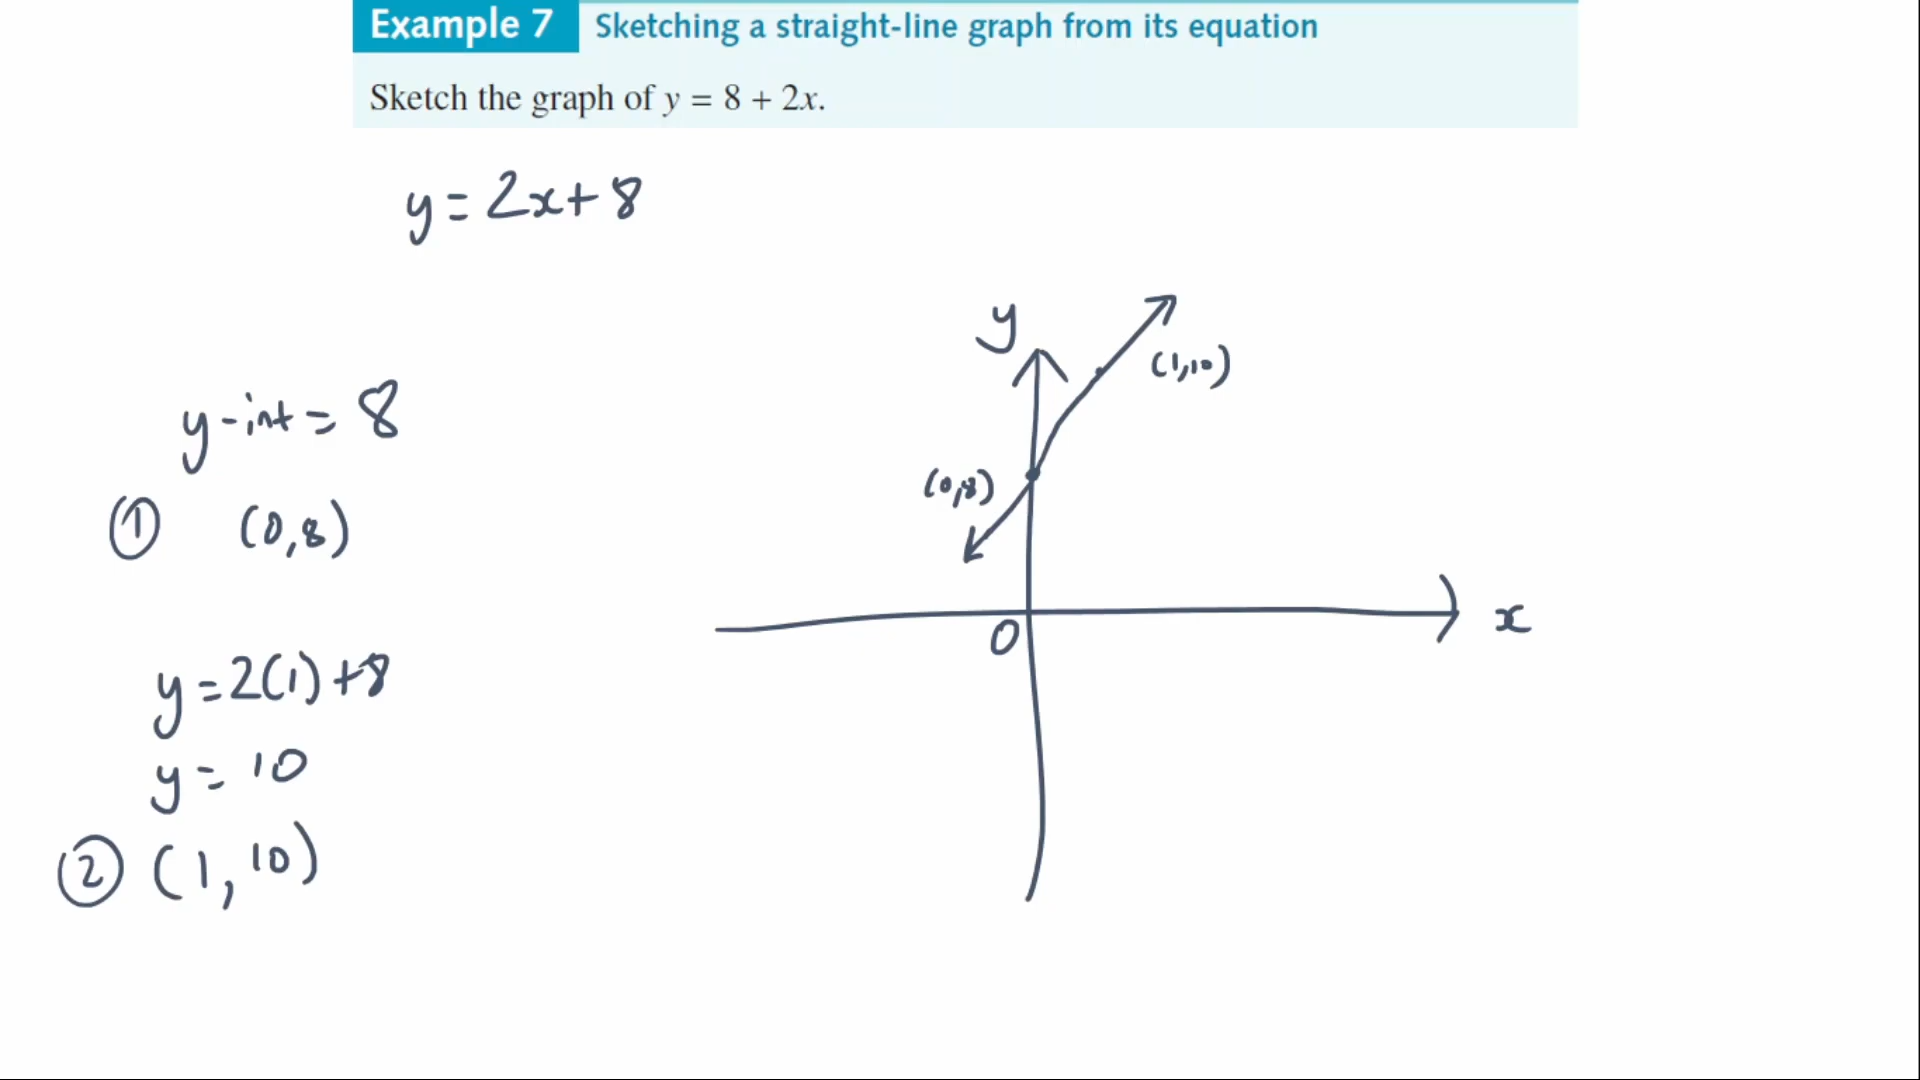 Example 7 Sketching a straight-line graph from its equation
Sketch the graph of y = 8 + 2x.
y = 2x + 8
y-int = 8
① (0,8)
y = 2(1) + 8
y = 10
② (1, 10)
y
(1,10)
(0,8)
0
x